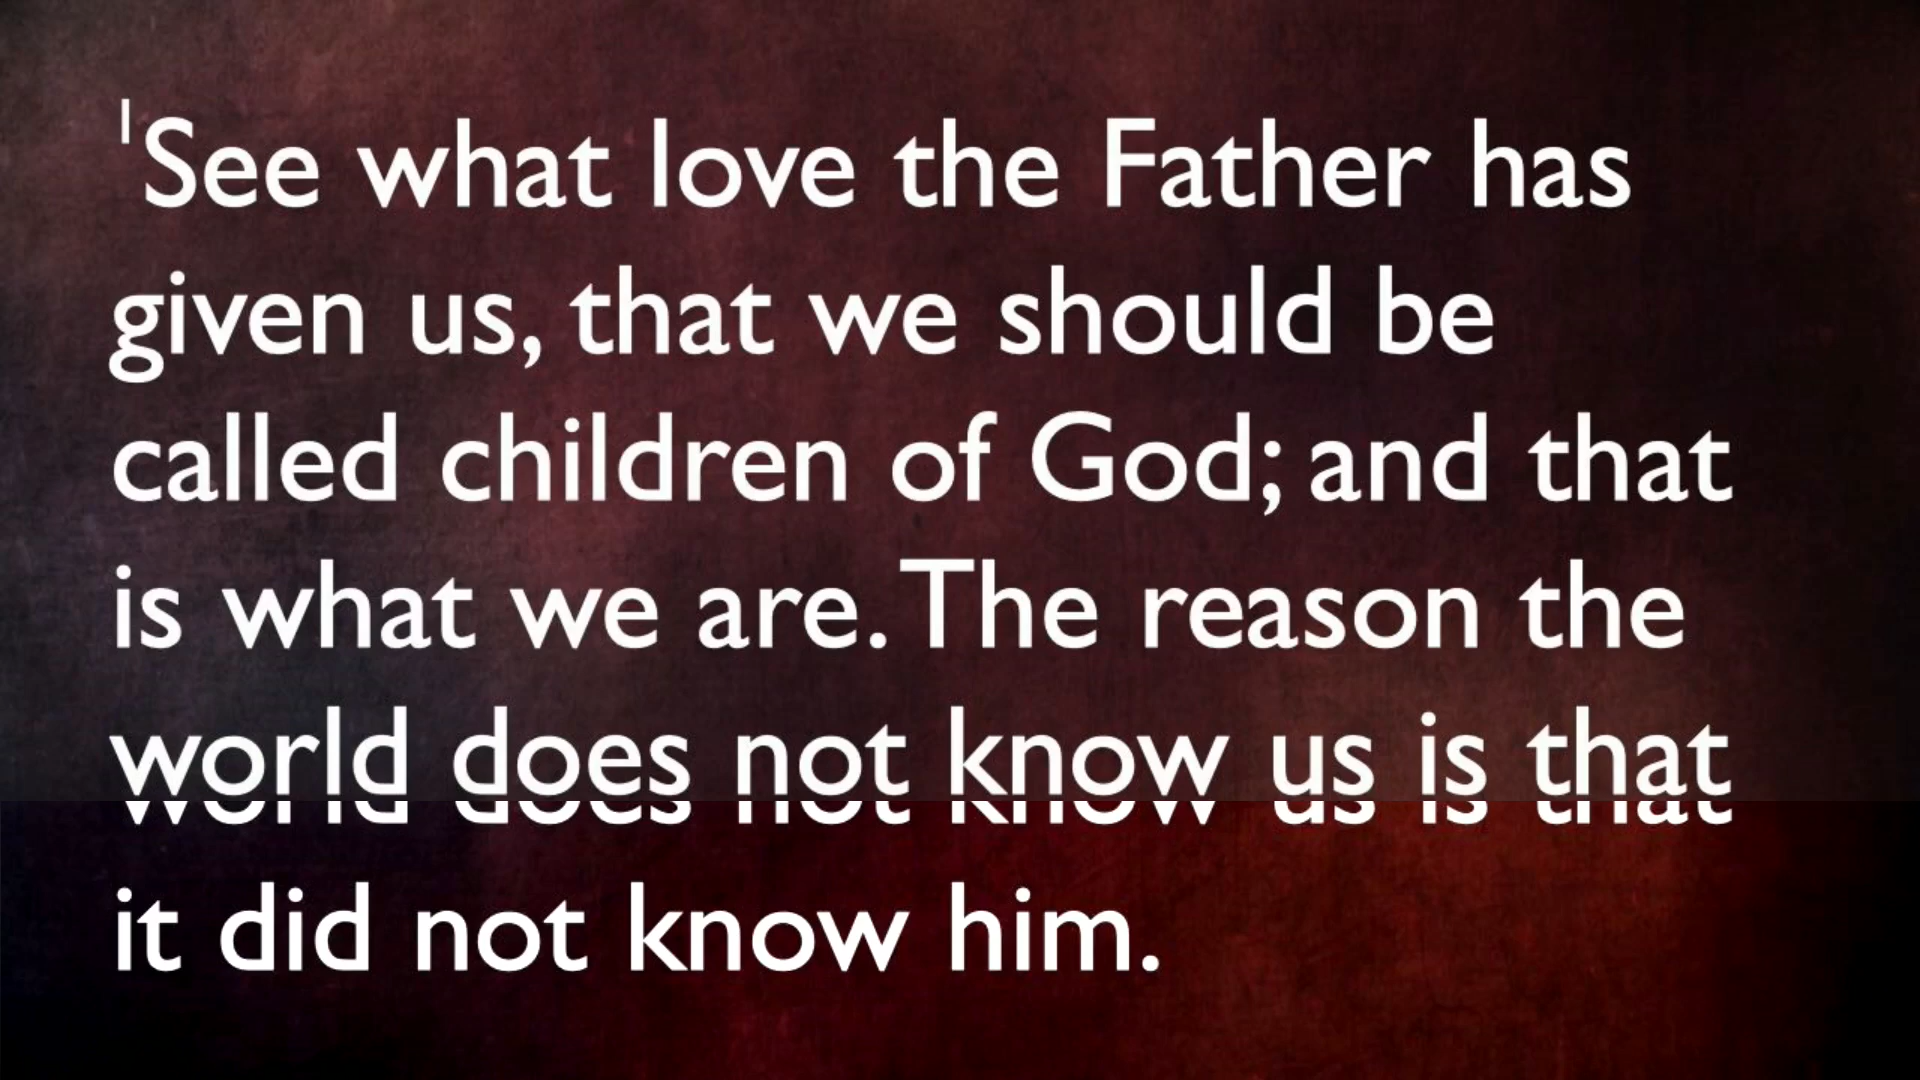 ¹See what love the Father has
given us, that we should be
called children of God; and that
is what we are. The reason the
world does not know us is that
it did not know him.